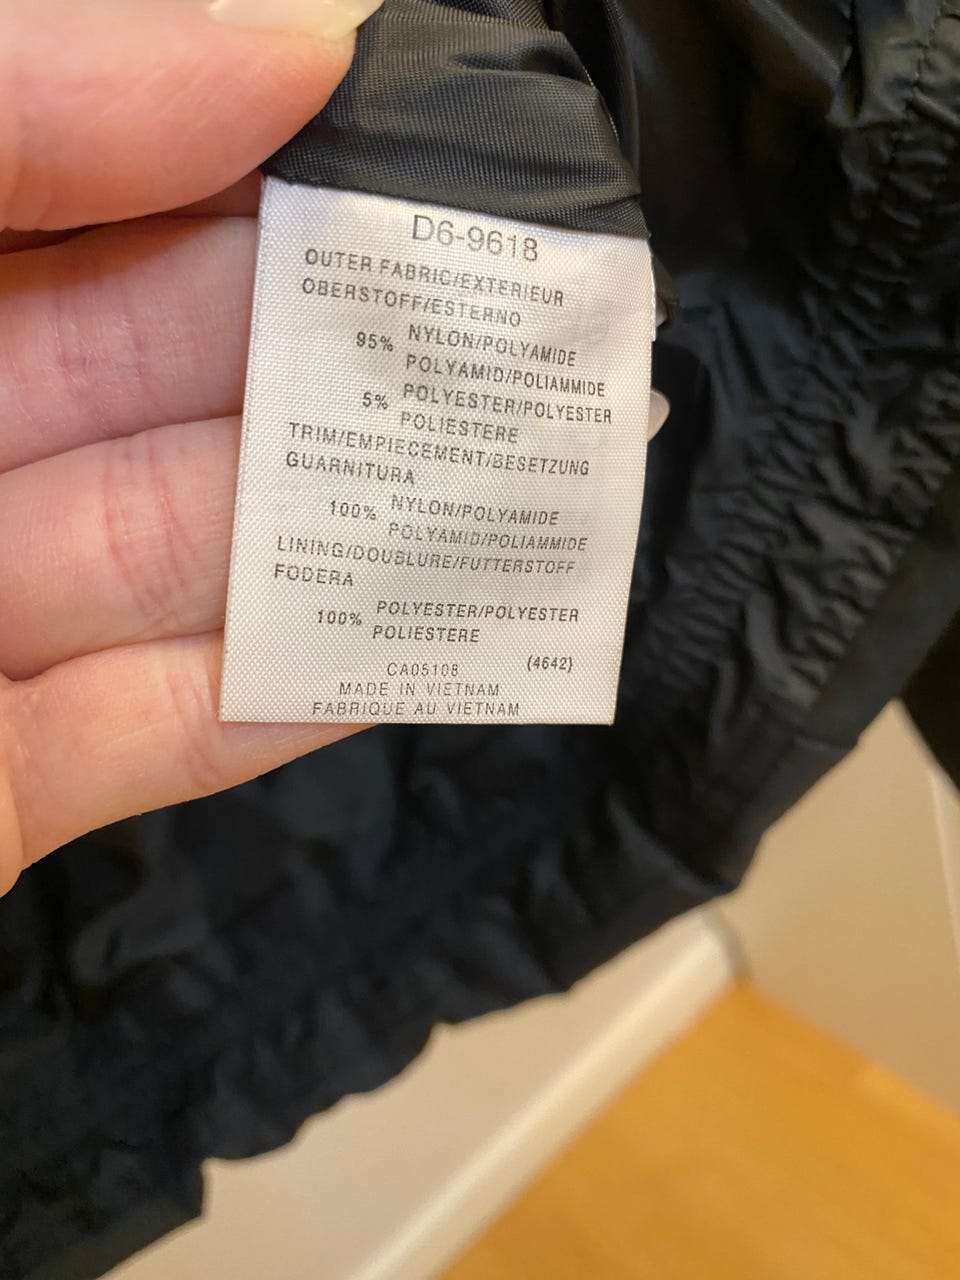 D6-9618
OUTER FABRIC/EXTERIEUR
OBERSTOFF/ESTERNO
95% NYLON/POLYAMIDE
POLYAMID/POLIAMMIDE
5% POLYESTER/POLYESTER
POLIESTERE
TRIM/EMPIECEMENT/BESETZUNG
GUARNITURA
100% NYLON/POLYAMIDE
POLYAMID/POLIAMMIDE
LINING/DOUBLURE/FUTTERSTOFF
FODERA
100% POLYESTER/POLYESTER
POLIESTERE
CA05108 (4642)
MADE IN VIETNAM
FABRIQUE AU VIETNAM